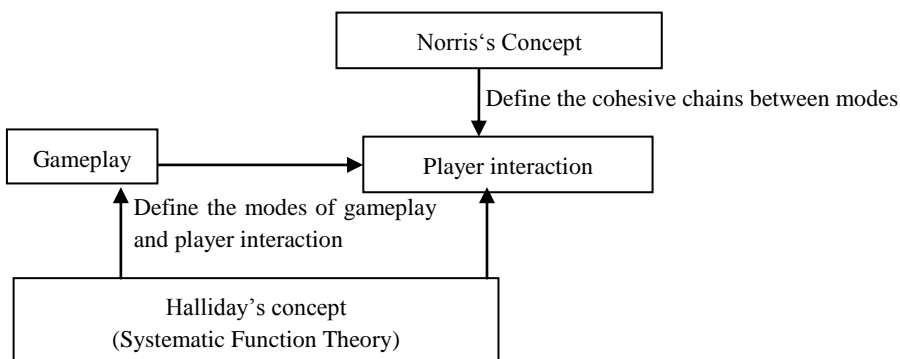 Norris‘s Concept
Define the cohesive chains between modes
Gameplay
Player interaction
Define the modes of gameplay
and player interaction
Halliday’s concept
(Systematic Function Theory)